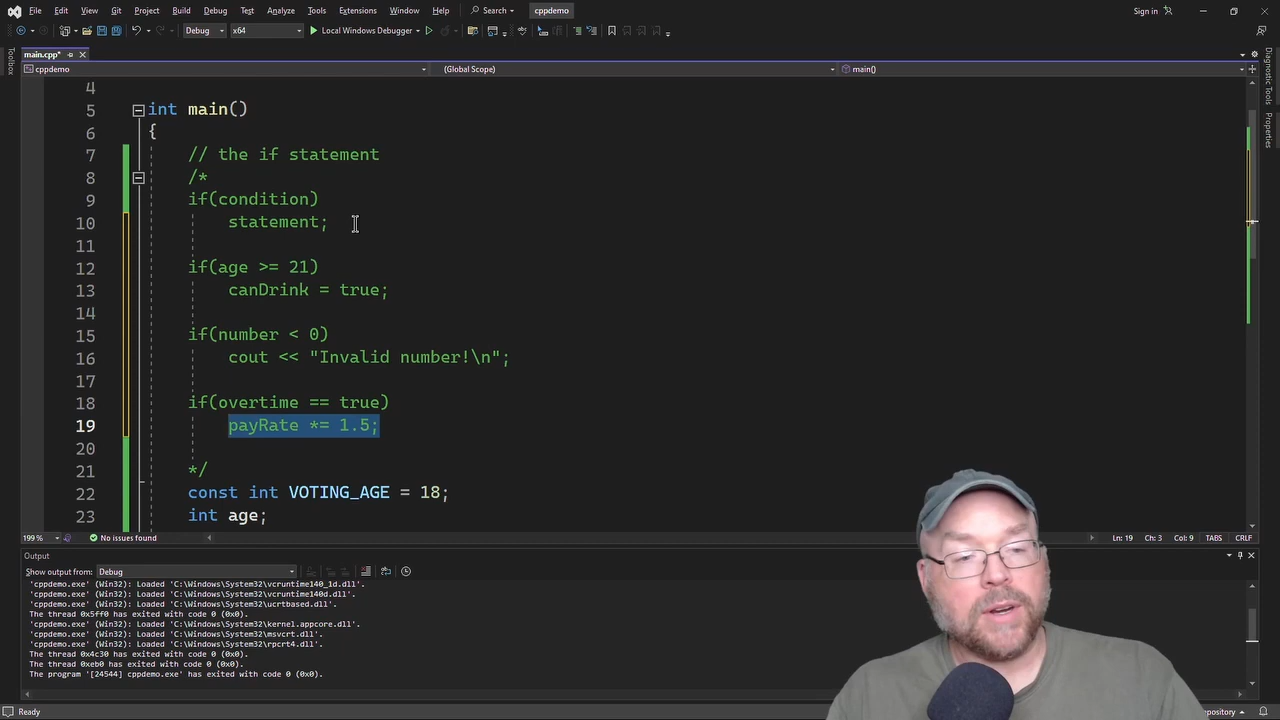 File Edit View Git Project Build Debug Test Analyze Tools Extensions Window Help Search cppdemo Sign in
Debug x64 Local Windows Debugger
main.cpp*
cppdemo (Global Scope) main()
Toolbox
Diagnostic Tools
Properties
4
5 int main()
6 {
7 // the if statement
8 /*
9 if(condition)
10 statement;
11
12 if(age >= 21)
13 canDrink = true;
14
15 if(number < 0)
16 cout << "Invalid number!\n";
17
18 if(overtime == true)
19 payRate *= 1.5;
20
21 */
22 const int VOTING_AGE = 18;
23 int age;
199 % No issues found Ln: 19 Ch: 3 Col: 9 TABS CRLF
Output
Show output from: Debug
'cppdemo.exe' (Win32): Loaded 'C:\Windows\System32\vcruntime140_1d.dll'.
'cppdemo.exe' (Win32): Loaded 'C:\Windows\System32\vcruntime140d.dll'.
'cppdemo.exe' (Win32): Loaded 'C:\Windows\System32\ucrtbased.dll'.
The thread 0x5ff0 has exited with code 0 (0x0).
'cppdemo.exe' (Win32): Loaded 'C:\Windows\System32\kernel.appcore.dll'.
'cppdemo.exe' (Win32): Loaded 'C:\Windows\System32\msvcrt.dll'.
'cppdemo.exe' (Win32): Loaded 'C:\Windows\System32\rpcrt4.dll'.
The thread 0x4c30 has exited with code 0 (0x0).
The thread 0xeb0 has exited with code 0 (0x0).
The program '[24544] cppdemo.exe' has exited with code 0 (0x0).
Ready pository